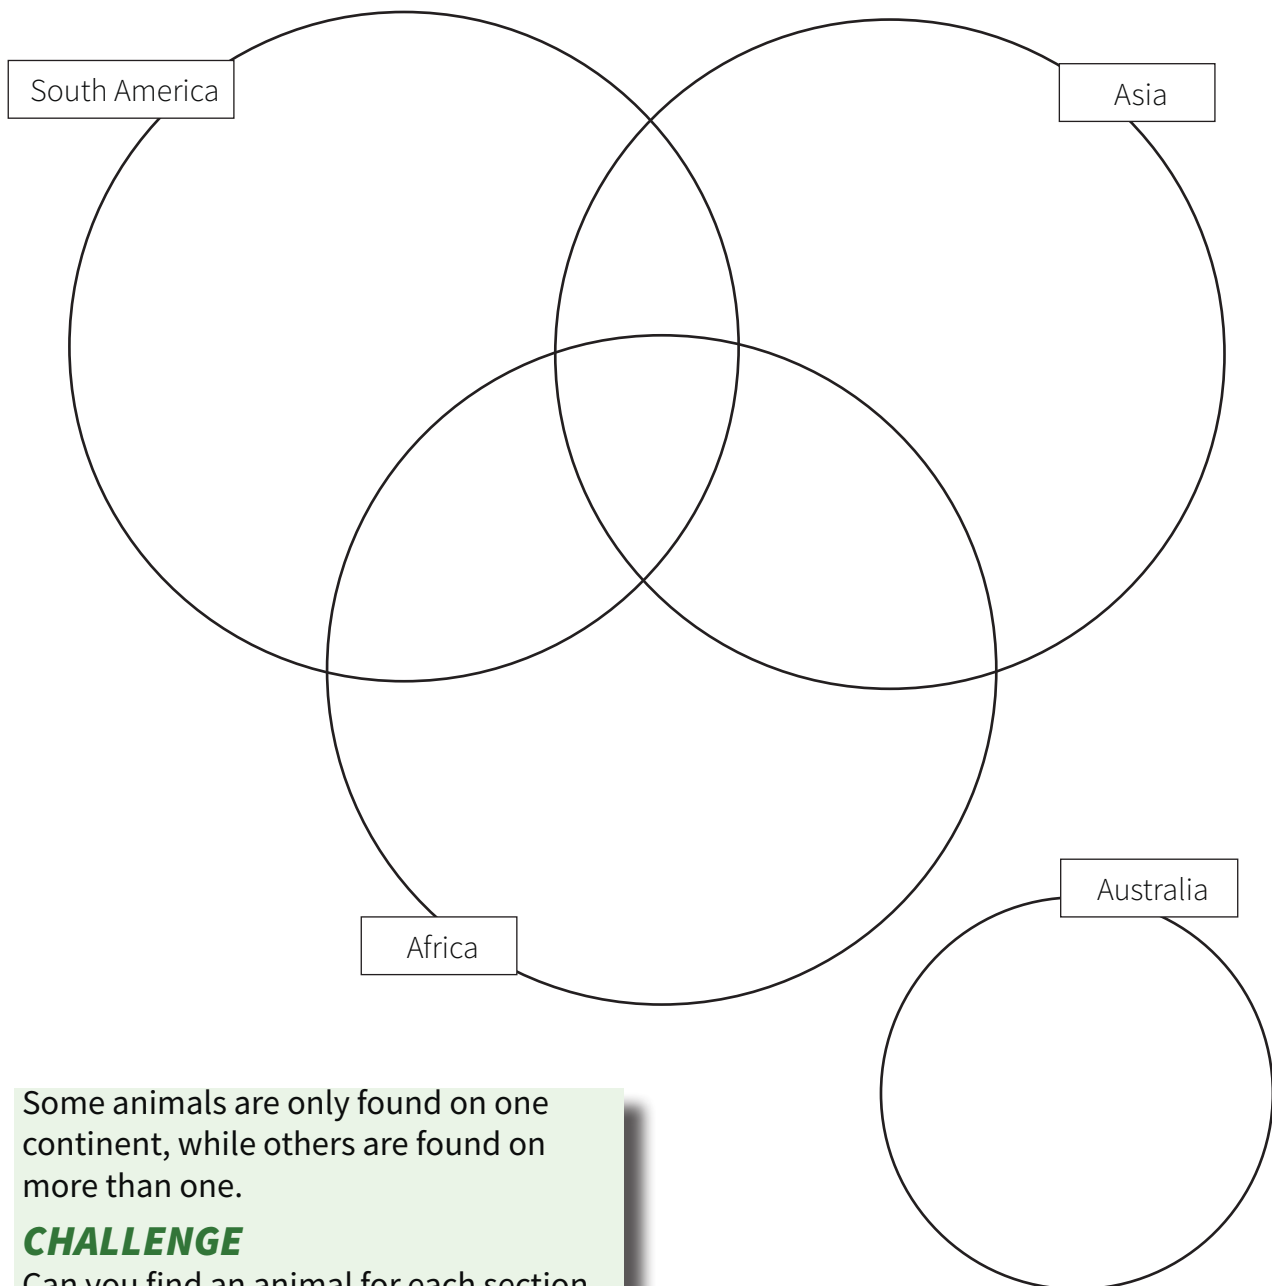 South America
Asia
Africa
Australia
Some animals are only found on one
continent, while others are found on
more than one.
CHALLENGE
Can you find an animal for each section